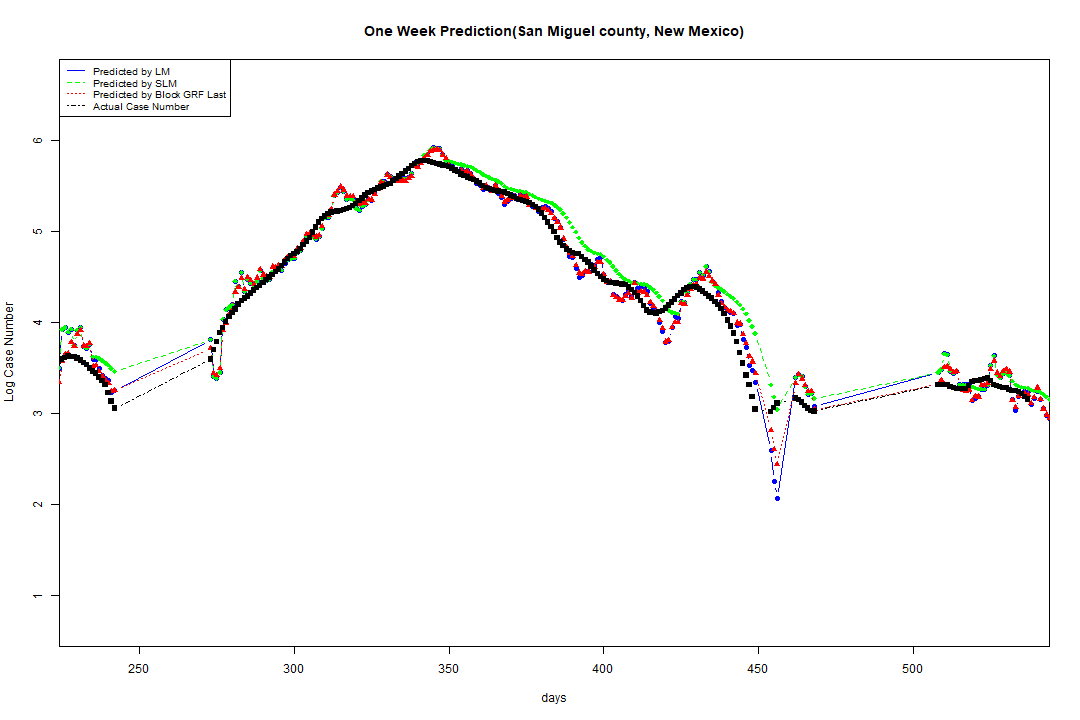 One Week Prediction(San Miguel county, New Mexico)
Predicted by LM
Predicted by SLM
Predicted by Block GRF Last
Actual Case Number
Log Case Number
6
5
4
3
2
1
250 300 350 400 450 500
days